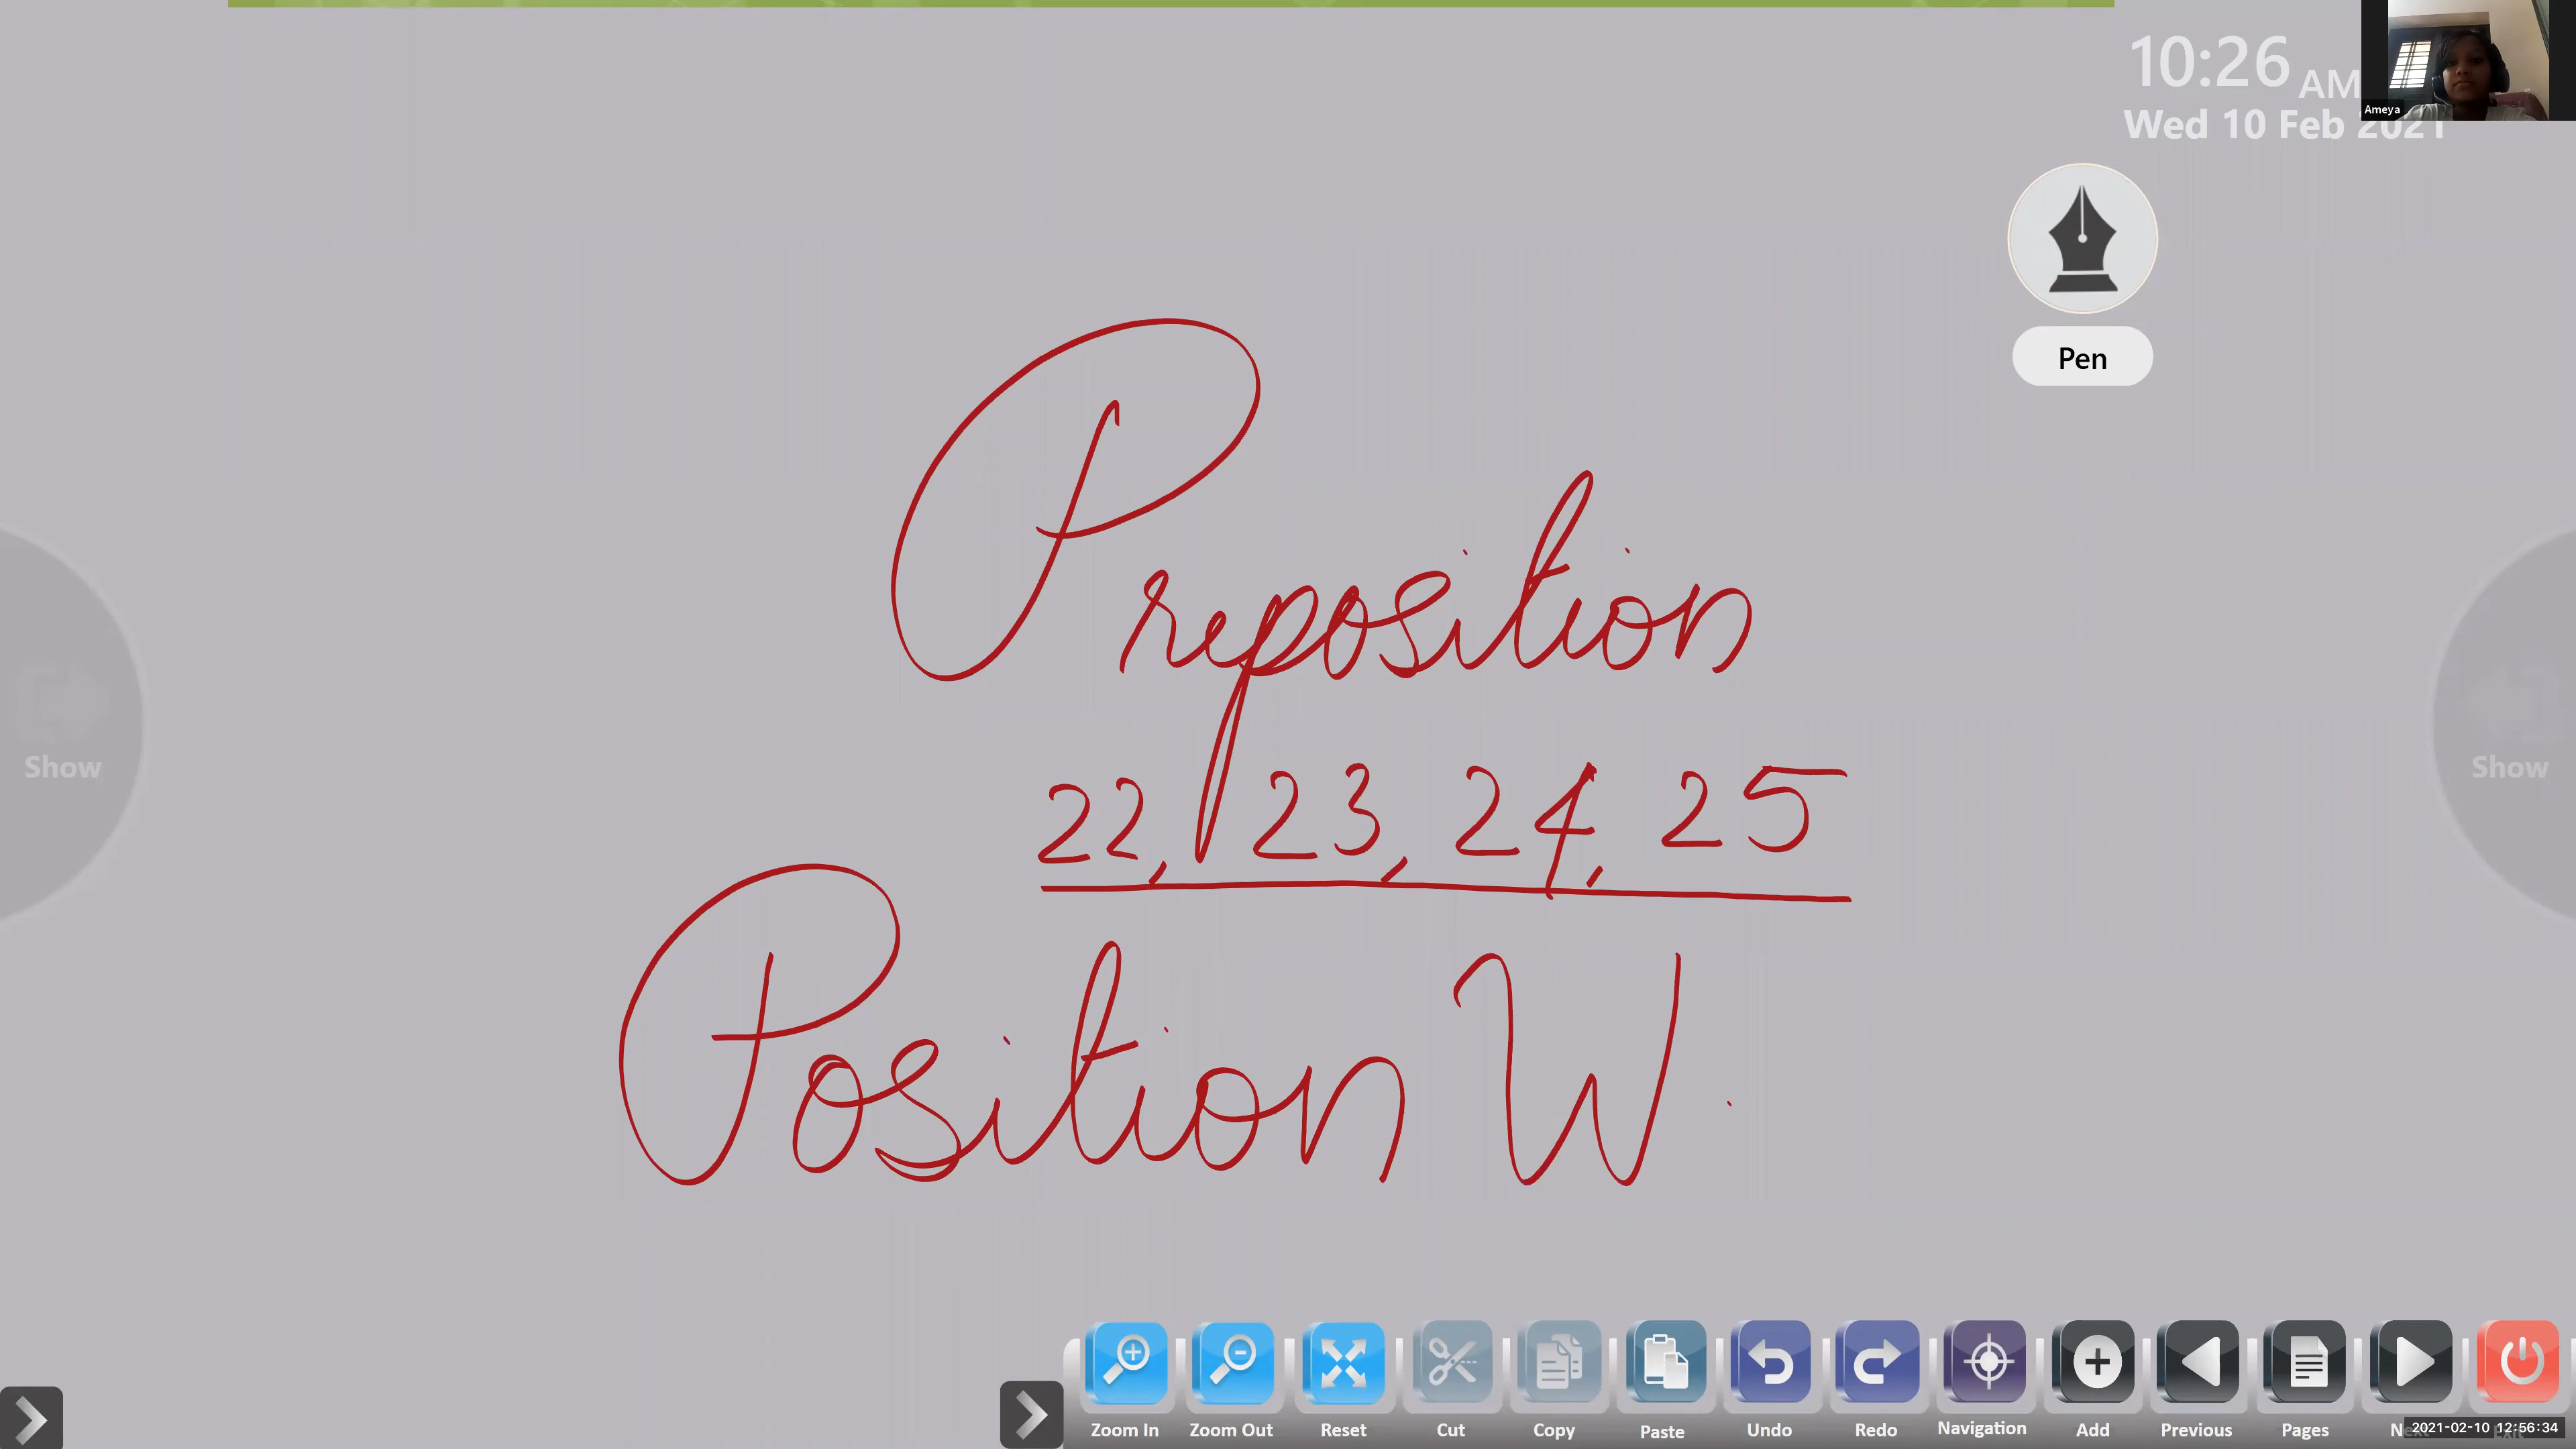 10:26 AM
Ameya
Wed 10 Feb 2021
Pen
Preposition
22, 23, 24, 25
Show
Show
Position W
Zoom In Zoom Out Reset Cut Copy Paste Undo Redo Navigation Add Previous Pages
2021-02-10 12:56:34